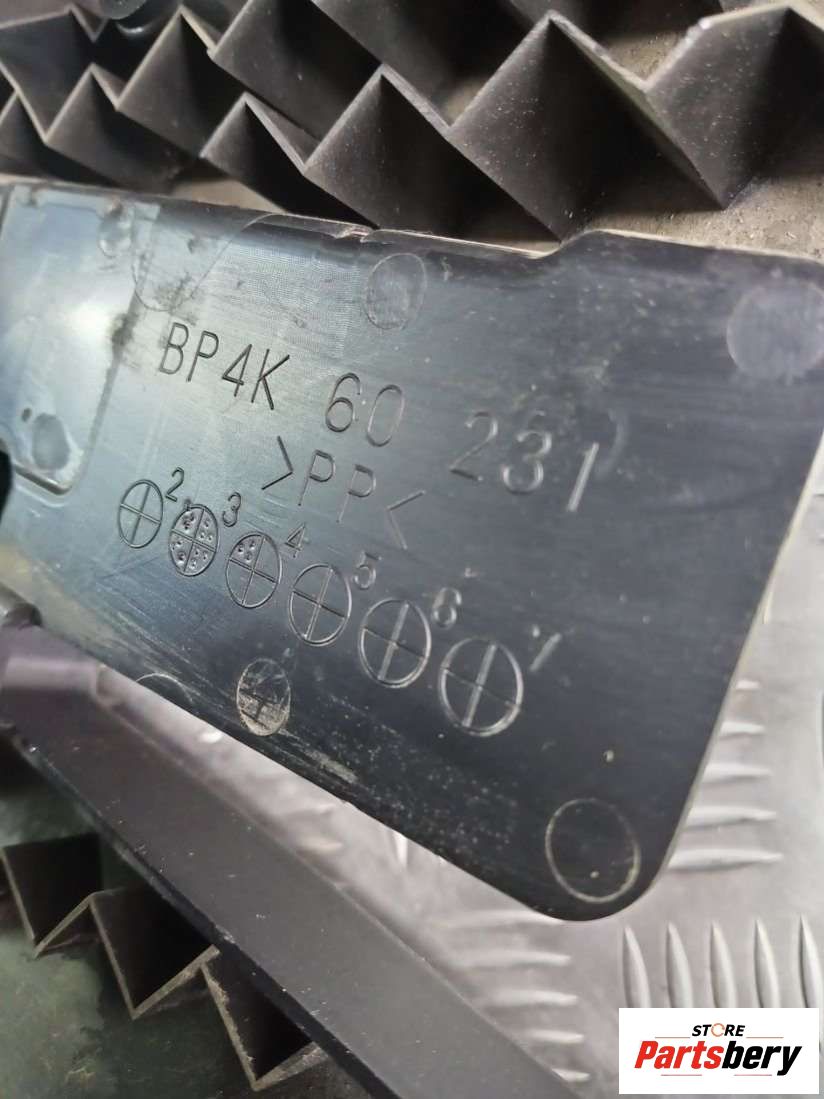 BP4K 60 231
>PP<
2 3 4 5 6 7
STORE
Partsbery